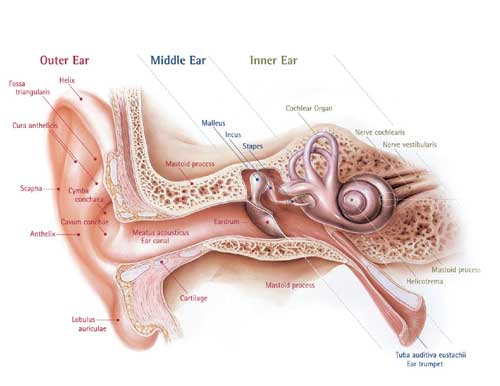 Outer Ear
Middle Ear
Inner Ear
Helix
Fossa
triangularis
Cura anthelicis
Scapha
Cymba
conchana
Cavum conchae
Anthelix
Lobulus
auriculae
Mastoid process
Meatus acousticus
Ear canal
Cartilage
Malleus
Incus
Stapes
Eardrum
Mastoid process
Cochlear Organ
Nerve cochlearis
Nerve vestibularis
Mastoid process
Helicotrema
Tuba auditiva eustachii
Ear trumpet